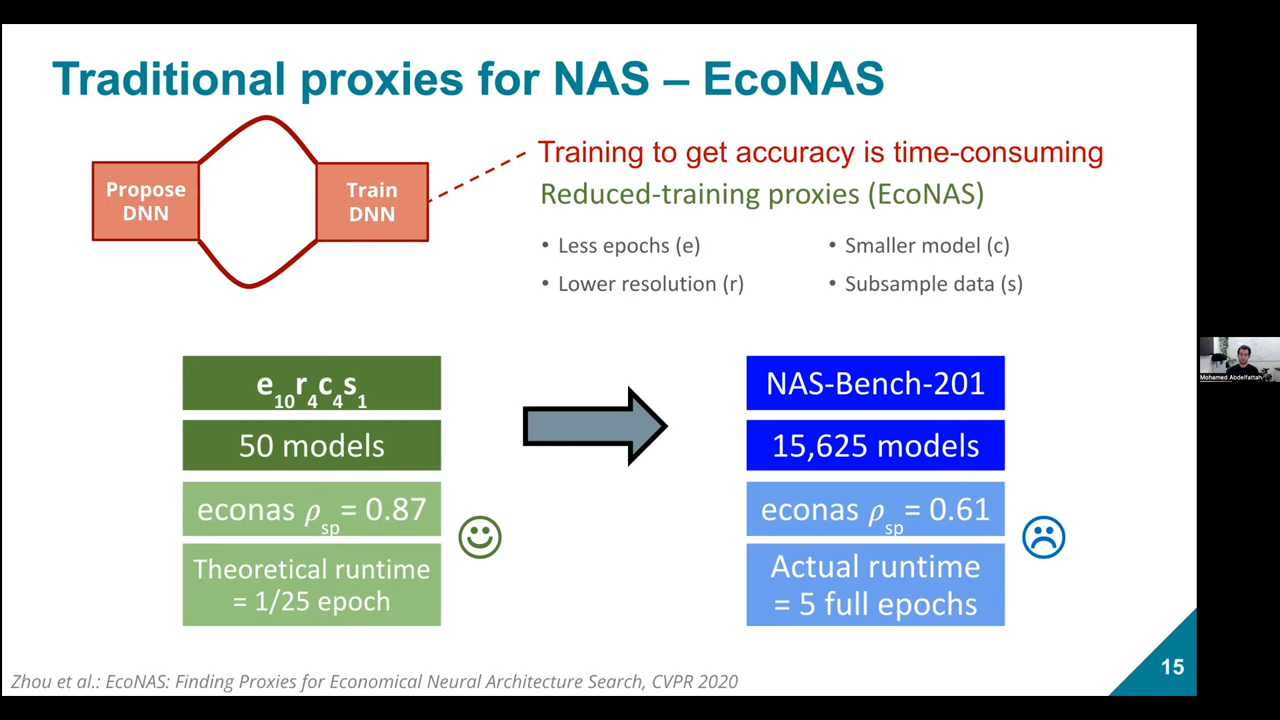 Traditional proxies for NAS – EcoNAS
Propose
DNN
Train
DNN
Training to get accuracy is time-consuming
Reduced-training proxies (EcoNAS)
• Less epochs (e)
• Lower resolution (r)
• Smaller model (c)
• Subsample data (s)
e10r4c4s1
50 models
econas ρsp= 0.87
Theoretical runtime
= 1/25 epoch
NAS-Bench-201
15,625 models
econas ρsp= 0.61
Actual runtime
= 5 full epochs
Mohamed Abdelfattah
Zhou et al.: EcoNAS: Finding Proxies for Economical Neural Architecture Search, CVPR 2020
15